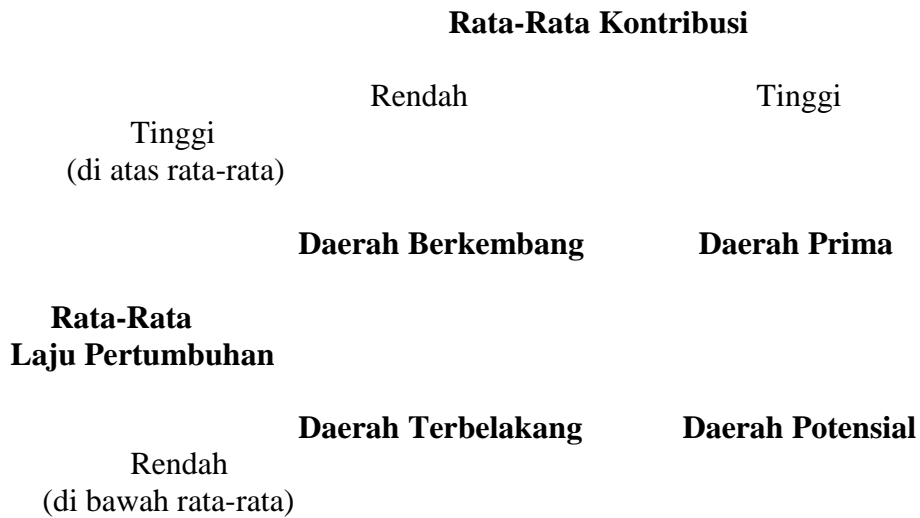 Rata-Rata Kontribusi
Rendah Tinggi
Tinggi
(di atas rata-rata)
Daerah Berkembang Daerah Prima
Rata-Rata
Laju Pertumbuhan
Daerah Terbelakang Daerah Potensial
Rendah
(di bawah rata-rata)